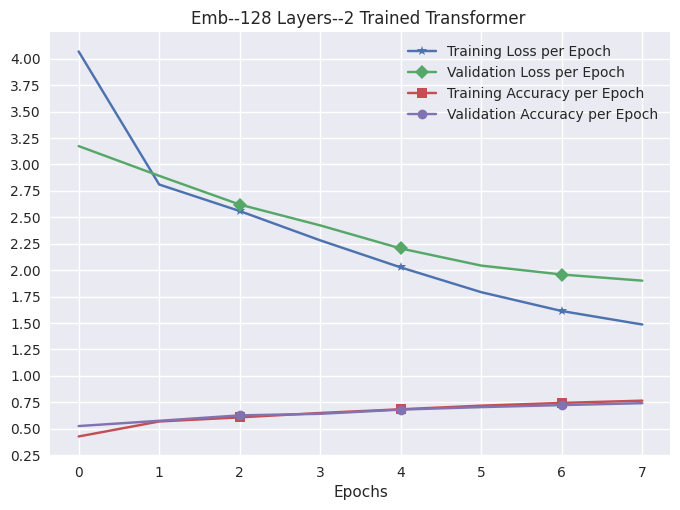 Emb--128 Layers--2 Trained Transformer
Training Loss per Epoch
Validation Loss per Epoch
Training Accuracy per Epoch
Validation Accuracy per Epoch
4.00
3.75
3.50
3.25
3.00
2.75
2.50
2.25
2.00
1.75
1.50
1.25
1.00
0.75
0.50
0.25
0 1 2 3 4 5 6 7
Epochs